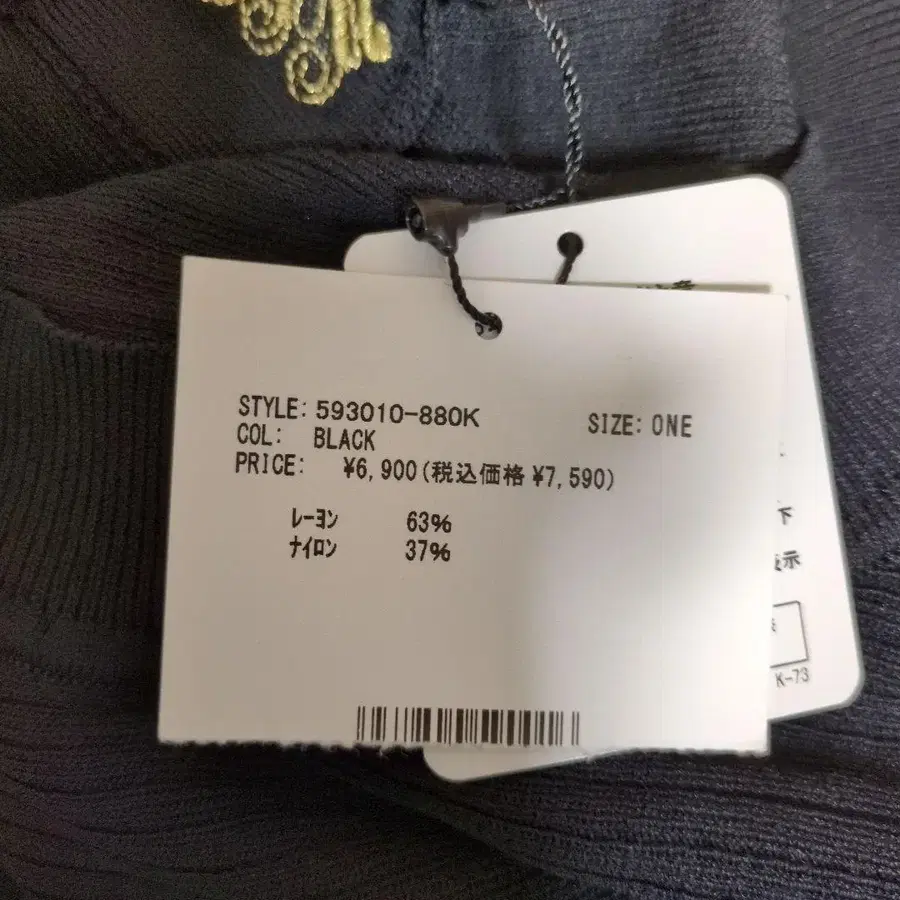 STYLE: 593010-880K SIZE: ONE
COL: BLACK
PRICE: ¥6,900(税込価格 ¥7,590)
レーヨン 63%
ナイロン 37%
下
示
K-73